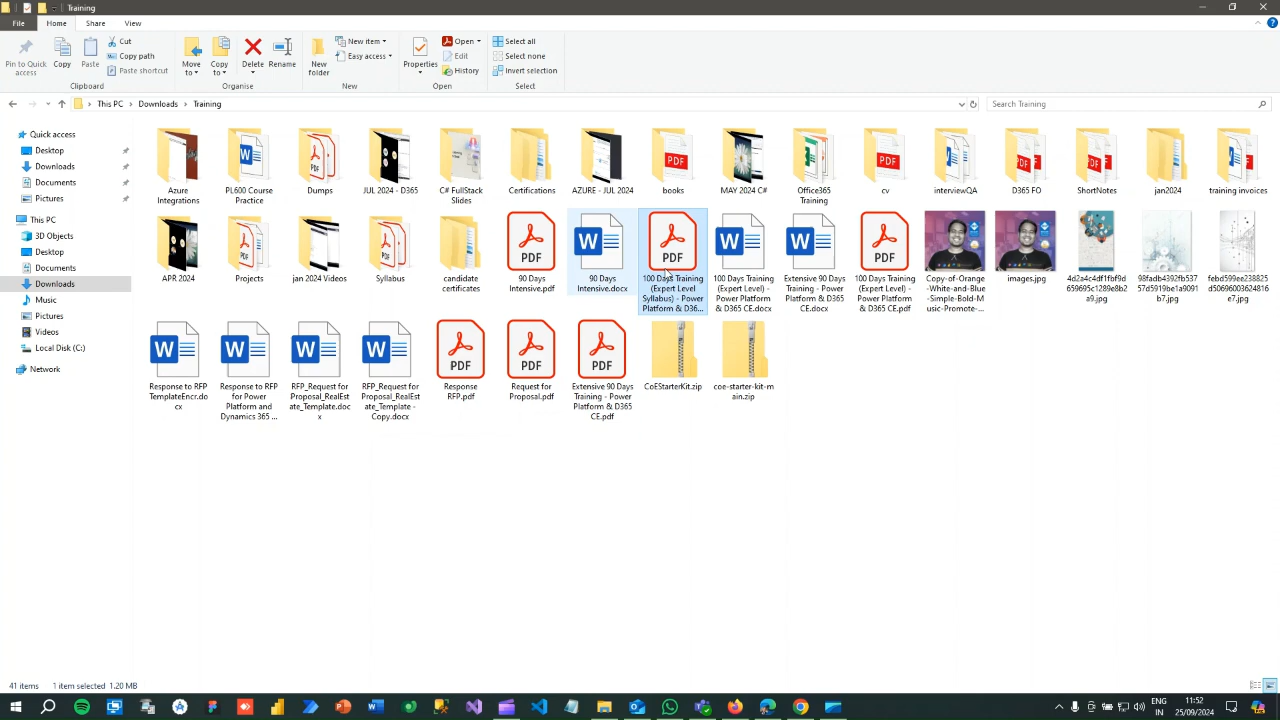 Training
File
Home
Share
View
Pin to Quick access
Copy
Paste
Cut
Copy path
Paste shortcut
Move to
Copy to
Delete
Rename
New folder
New item
Easy access
Properties
Open
Edit
History
Select all
Select none
Invert selection
Clipboard
Organise
New
Open
Select
This PC
Downloads
Training
Search Training
Quick access
Desktop
Downloads
Documents
Pictures
This PC
3D Objects
Desktop
Documents
Downloads
Music
Pictures
Videos
Local Disk (C:)
Network
Azure
Integrations
PL600 Course
Practice
Dumps
JUL 2024 - D365
C# FullStack
Slides
Certifications
AZURE - JUL 2024
books
MAY 2024 C#
Office365
Training
cv
interviewQA
D365 FO
ShortNotes
jan2024
training invoices
APR 2024
Projects
jan 2024 Videos
Syllabus
candidate
certificates
90 Days
Intensive.pdf
90 Days
Intensive.docx
100 Days Training
(Expert Level
Syllabus) - Power
Platform & D36...
100 Days Training
(Expert Level) -
Power Platform
& D365 CE.docx
Extensive 90 Days
Training - Power
Platform & D365
CE.docx
100 Days Training
(Expert Level) -
Power Platform
& D365 CE.pdf
Copy-of-Orange
-White-and-Blue
-Simple-Bold-M
usic-Promote-...
images.jpg
4d2a4c4df1fbf9d
659695c1289e8b2
a9.jpg
98fadb4392fb537
57d5919be1a9091
b7.jpg
febd599ee238825
d50696003624816
e7.jpg
Response to RFP
TemplateEncr.do
cx
Response to RFP
for Power
Platform and
Dynamics 365 ...
RFP_Request for
Proposal_RealEst
ate_Template.doc
x
RFP_Request for
Proposal_RealEst
ate_Template -
Copy.docx
Response
RFP.pdf
Request for
Proposal.pdf
Extensive 90 Days
Training - Power
Platform & D365
CE.pdf
CoEStarterKit.zip
coe-starter-kit-m
ain.zip
41 items
1 item selected 1.20 MB
ENG
IN
11:52
25/09/2024